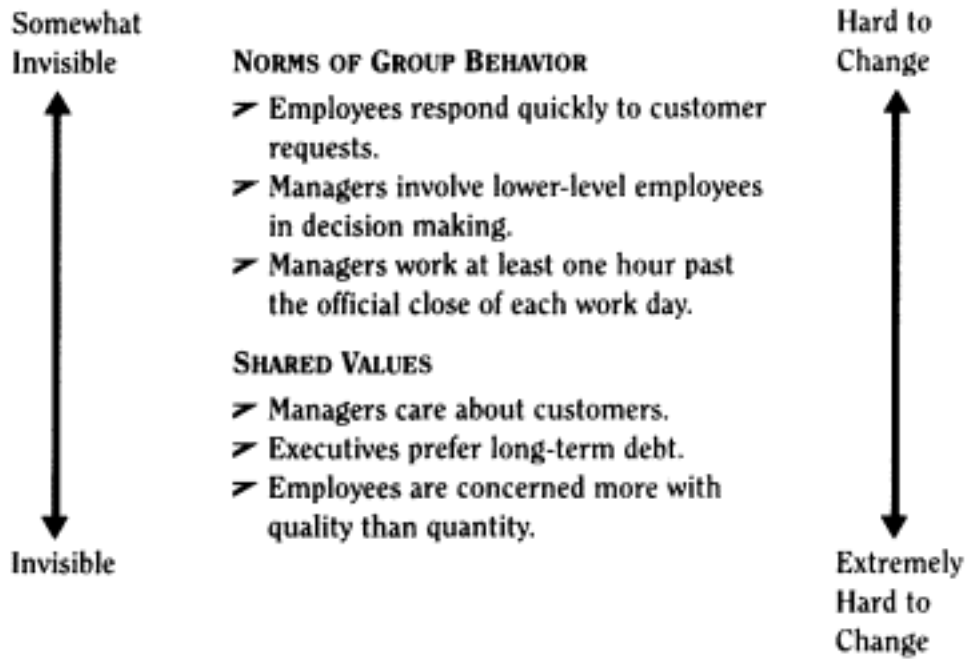 Somewhat
Invisible
Hard to
Change
NORMS OF GROUP BEHAVIOR
➢ Employees respond quickly to customer
requests.
➢ Managers involve lower-level employees
in decision making.
➢ Managers work at least one hour past
the official close of each work day.
SHARED VALUES
➢ Managers care about customers.
➢ Executives prefer long-term debt.
➢ Employees are concerned more with
quality than quantity.
Invisible
Extremely
Hard to
Change